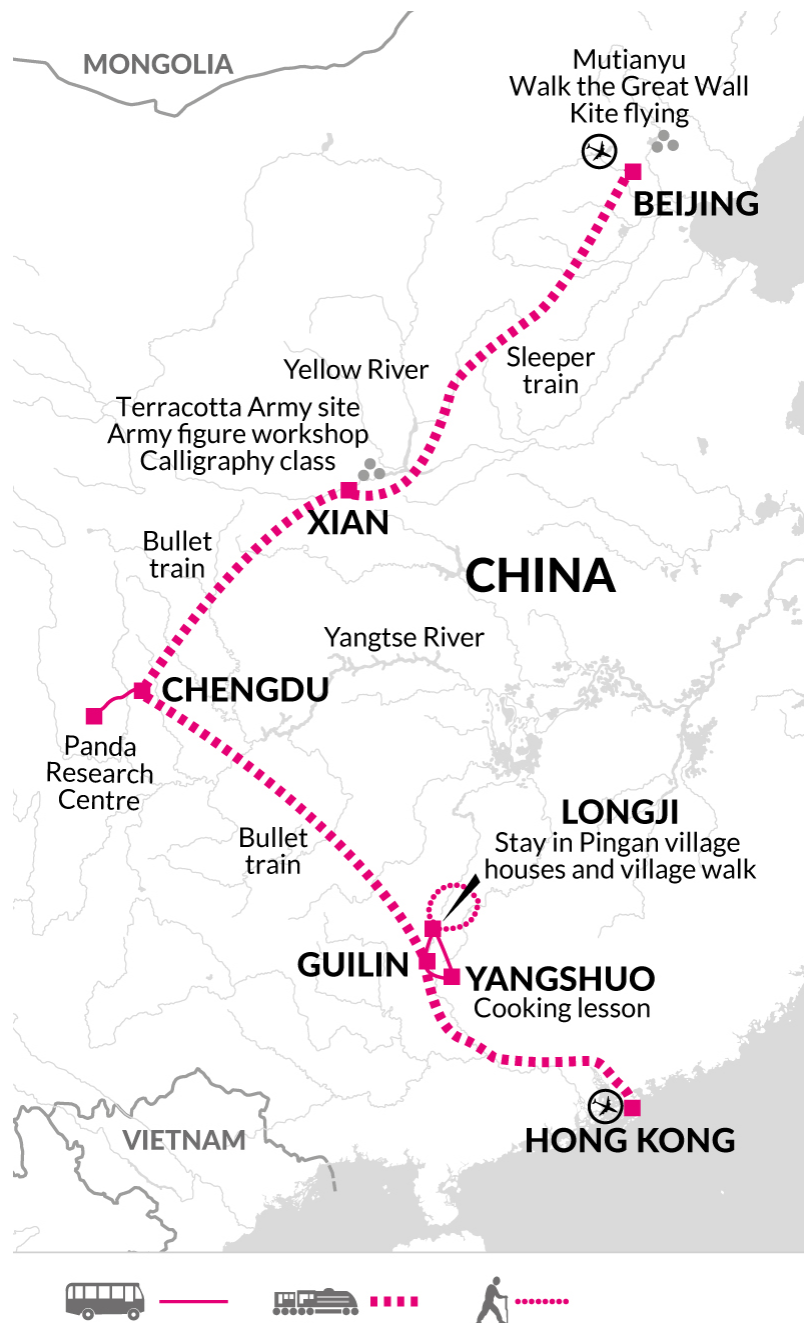 MONGOLIA
Mutianyu
Walk the Great Wall
Kite flying
BEIJING
Sleeper
train
Yellow River
Terracotta Army site
Army figure workshop
Calligraphy class
XIAN
Bullet
train
CHINA
Yangtse River
CHENGDU
Panda
Research
Centre
Bullet
train
LONGJI
Stay in Pingan village
houses and village walk
GUILIN
YANGSHUO
Cooking lesson
VIETNAM
HONG KONG